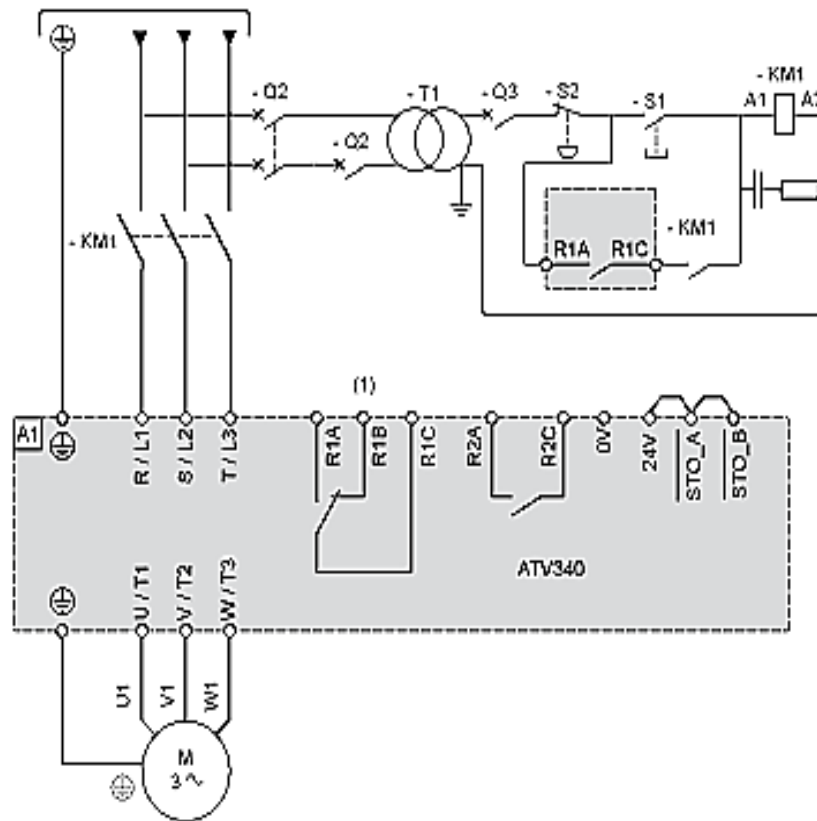 - Q2
- T1
- Q3
- S2
- S1
- KM1
A1
A2
- Q2
- KM1
R1A
R1C
- KM1
(1)
A1
R / L1
S / L2
T / L3
R1A
R1B
R1C
R2A
R2C
0V
24V
STO_A
STO_B
ATV340
U / T1
V / T2
W / T3
U1
V1
W1
M
3 ∿